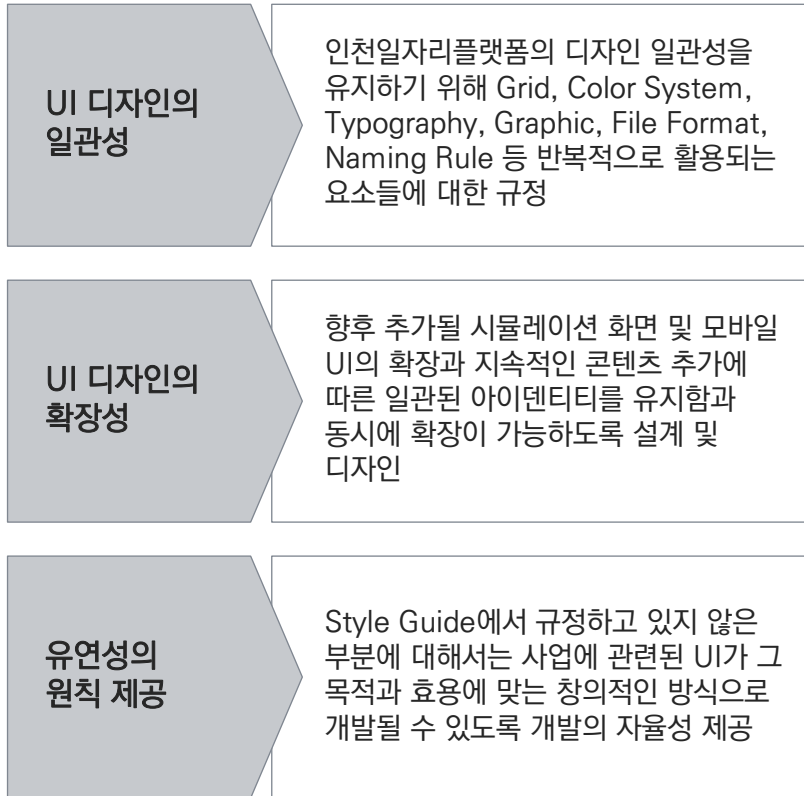 UI 디자인의
일관성
인천일자리플랫폼의 디자인 일관성을
유지하기 위해 Grid, Color System,
Typography, Graphic, File Format,
Naming Rule 등 반복적으로 활용되는
요소들에 대한 규정
UI 디자인의
확장성
향후 추가될 시뮬레이션 화면 및 모바일
UI의 확장과 지속적인 콘텐츠 추가에
따른 일관된 아이덴티티를 유지함과
동시에 확장이 가능하도록 설계 및
디자인
유연성의
원칙 제공
Style Guide에서 규정하고 있지 않은
부분에 대해서는 사업에 관련된 UI가 그
목적과 효용에 맞는 창의적인 방식으로
개발될 수 있도록 개발의 자율성 제공